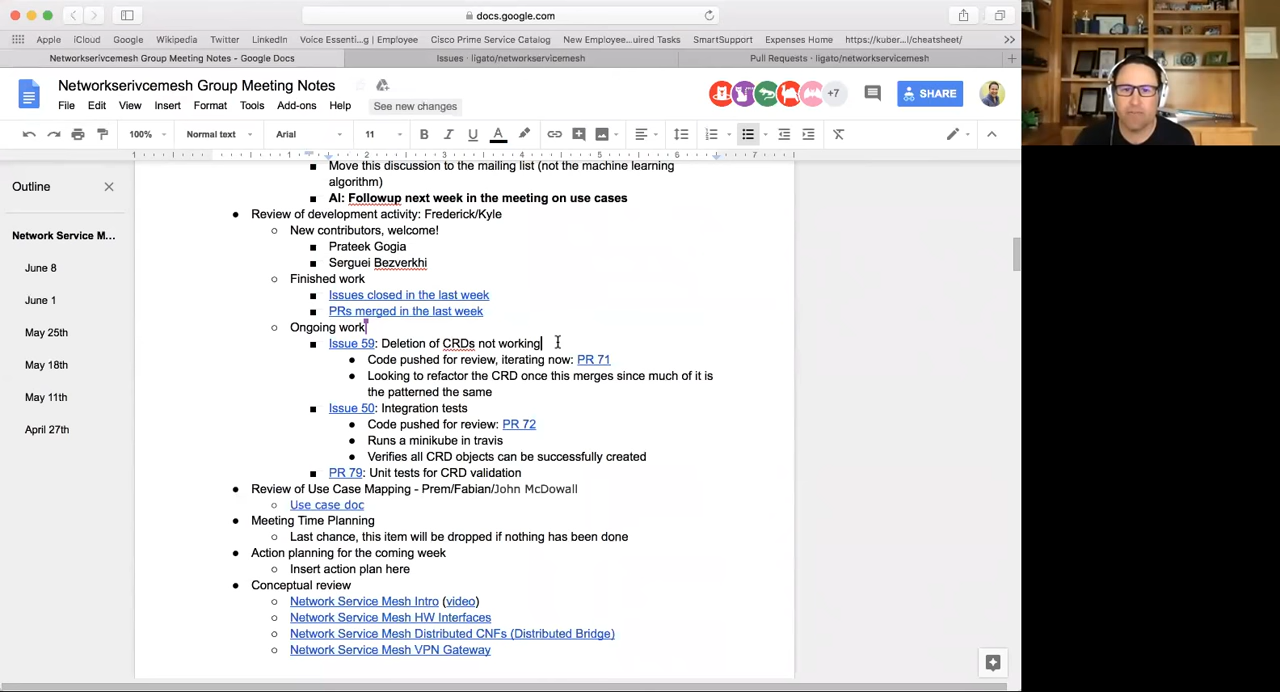 docs.google.com
Apple iCloud Google Wikipedia Twitter LinkedIn Voice Essenti...g | Employee Cisco Prime Service Catalog New Employee...uired Tasks SmartSupport Expenses Home https://kuber...l/cheatsheet/
Networkserivcemesh Group Meeting Notes - Google Docs Issues · ligato/networkservicemesh Pull Requests · ligato/networkservicemesh
Networkserivcemesh Group Meeting Notes
File Edit View Insert Format Tools Add-ons Help See new changes
+7 SHARE
100% Normal text Arial 11 B I U A
1 1 2 3 4 5 6 7
Outline
Network Service M...
June 8
June 1
May 25th
May 18th
May 11th
April 27th
Move this discussion to the mailing list (not the machine learning
algorithm)
AI: Followup next week in the meeting on use cases
Review of development activity: Frederick/Kyle
New contributors, welcome!
Prateek Gogia
Serguei Bezverkhi
Finished work
Issues closed in the last week
PRs merged in the last week
Ongoing work
Issue 59: Deletion of CRDs not working
Code pushed for review, iterating now: PR 71
Looking to refactor the CRD once this merges since much of it is
the patterned the same
Issue 50: Integration tests
Code pushed for review: PR 72
Runs a minikube in travis
Verifies all CRD objects can be successfully created
PR 79: Unit tests for CRD validation
Review of Use Case Mapping - Prem/Fabian/John McDowall
Use case doc
Meeting Time Planning
Last chance, this item will be dropped if nothing has been done
Action planning for the coming week
Insert action plan here
Conceptual review
Network Service Mesh Intro (video)
Network Service Mesh HW Interfaces
Network Service Mesh Distributed CNFs (Distributed Bridge)
Network Service Mesh VPN Gateway